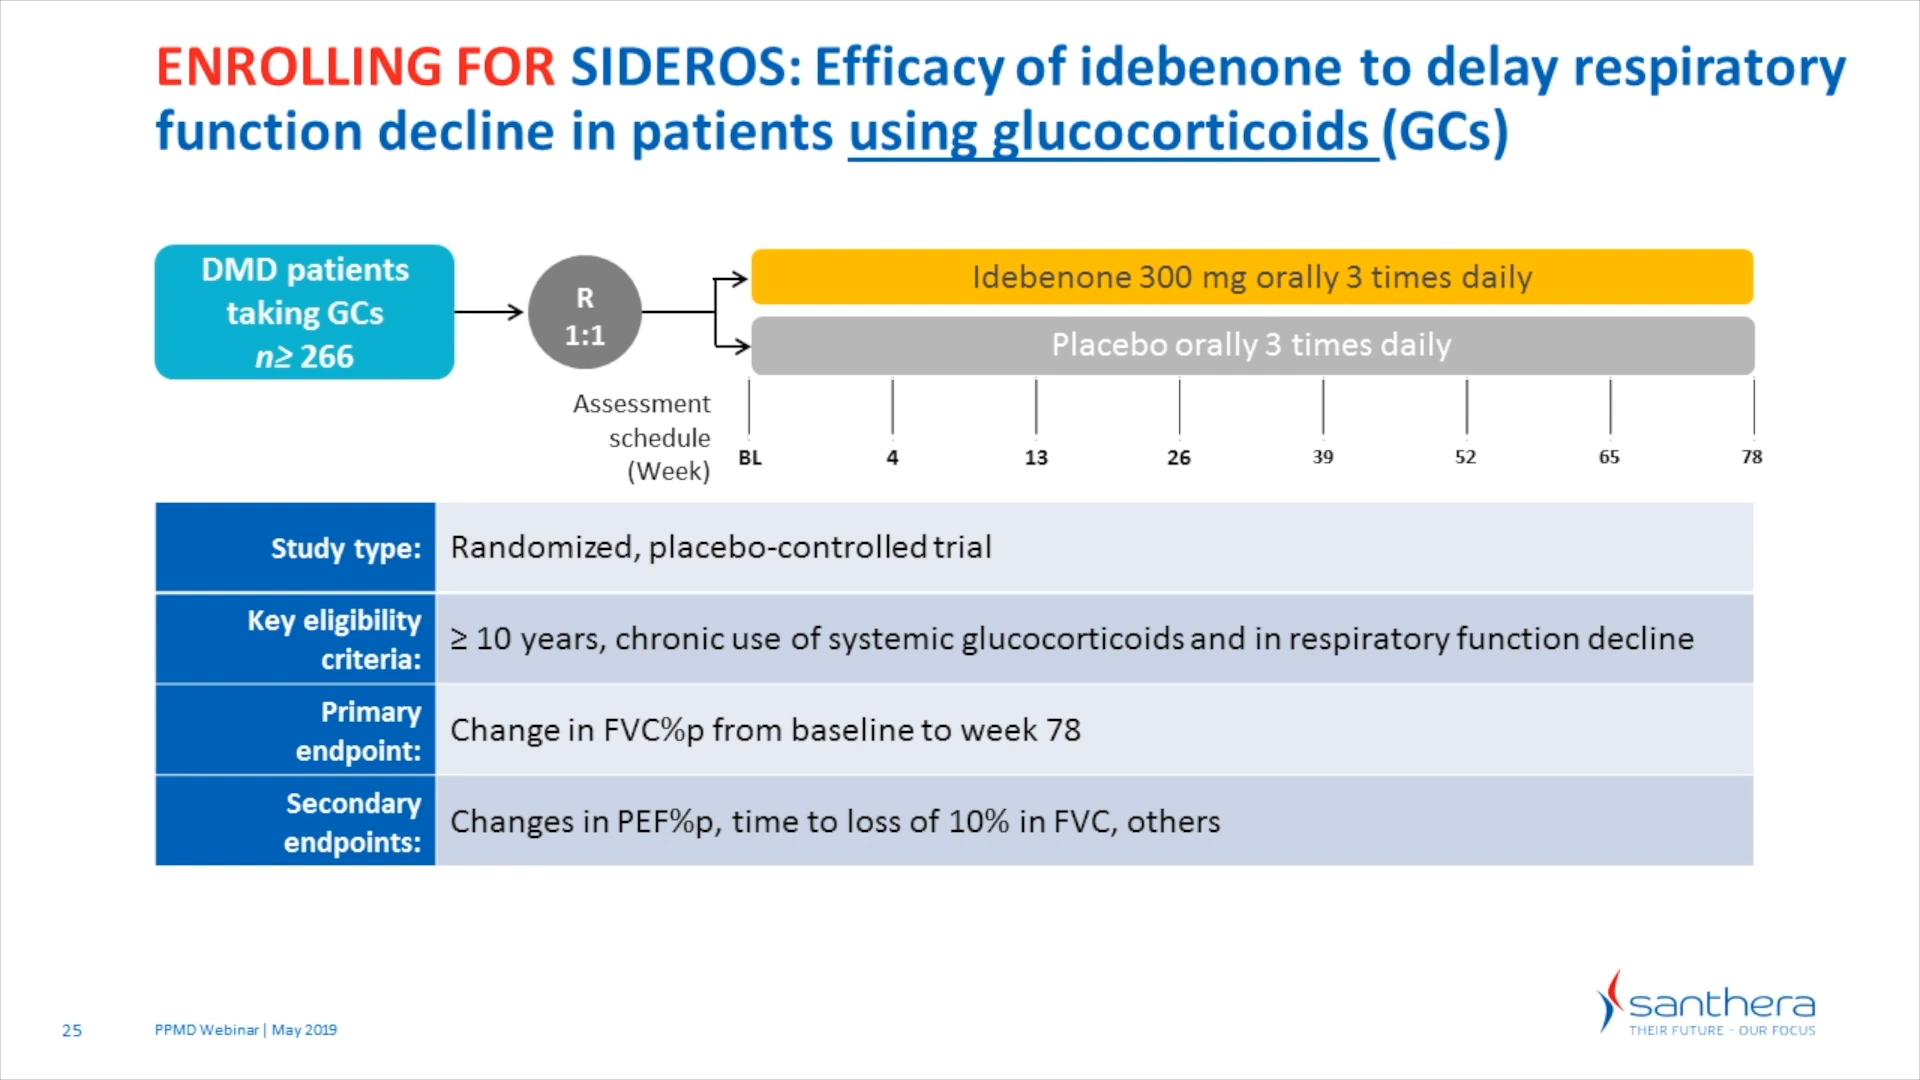 ENROLLING FOR SIDEROS: Efficacy of idebenone to delay respiratory
function decline in patients using glucocorticoids (GCs)
DMD patients
taking GCs
n≥ 266
R
1:1
Idebenone 300 mg orally 3 times daily
Placebo orally 3 times daily
Assessment
schedule
(Week)
BL 4 13 26 39 52 65 78
Study type: Randomized, placebo-controlled trial
Key eligibility
criteria:
≥ 10 years, chronic use of systemic glucocorticoids and in respiratory function decline
Primary
endpoint:
Change in FVC%p from baseline to week 78
Secondary
endpoints:
Changes in PEF%p, time to loss of 10% in FVC, others
santhera
THEIR FUTURE - OUR FOCUS
25 PPMD Webinar | May 2019